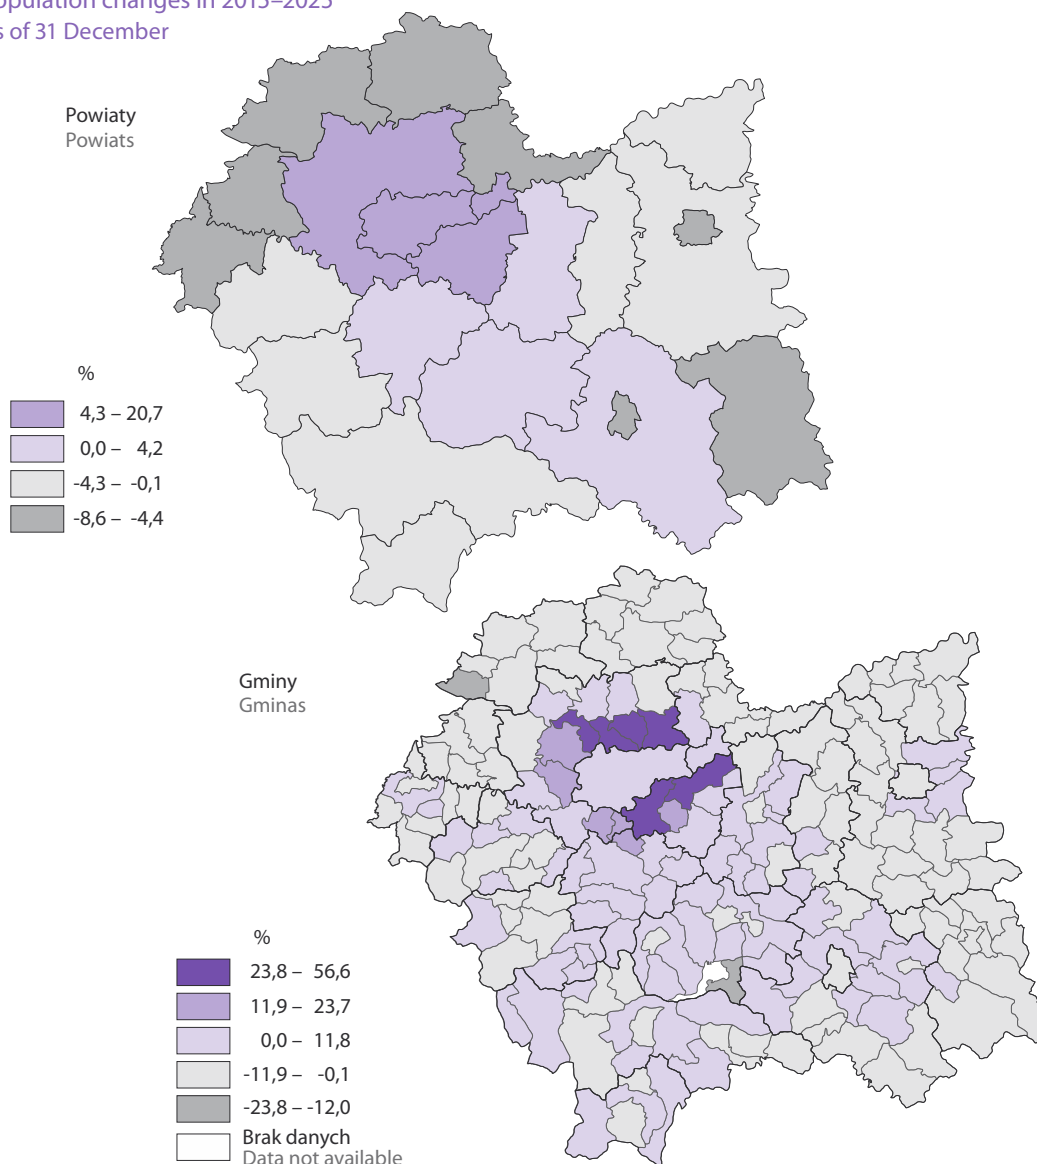 opulation changes in 2015–2025
s of 31 December
Powiaty
Powiats
%
4,3 – 20,7
0,0 – 4,2
-4,3 – -0,1
-8,6 – -4,4
Gminy
Gminas
%
23,8 – 56,6
11,9 – 23,7
0,0 – 11,8
-11,9 – -0,1
-23,8 – -12,0
Brak danych
Data not available